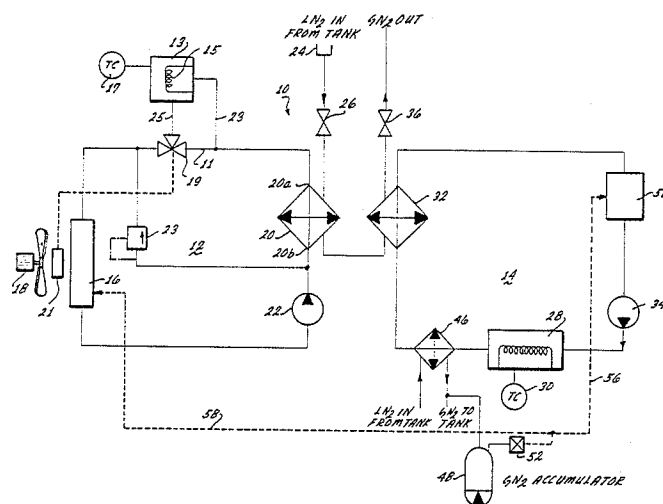 LN2 IN
FROM TANK
GN2 OUT
24
13
15
TC
17
10
26
36
25
23
11
19
20a
32
20
20b
23
12
18
21
16
22
14
34
46
28
TC
30
56
LN2 IN
FROM TANK
GN2 TO
TANK
58
52
48
GN2 ACCUMULATOR